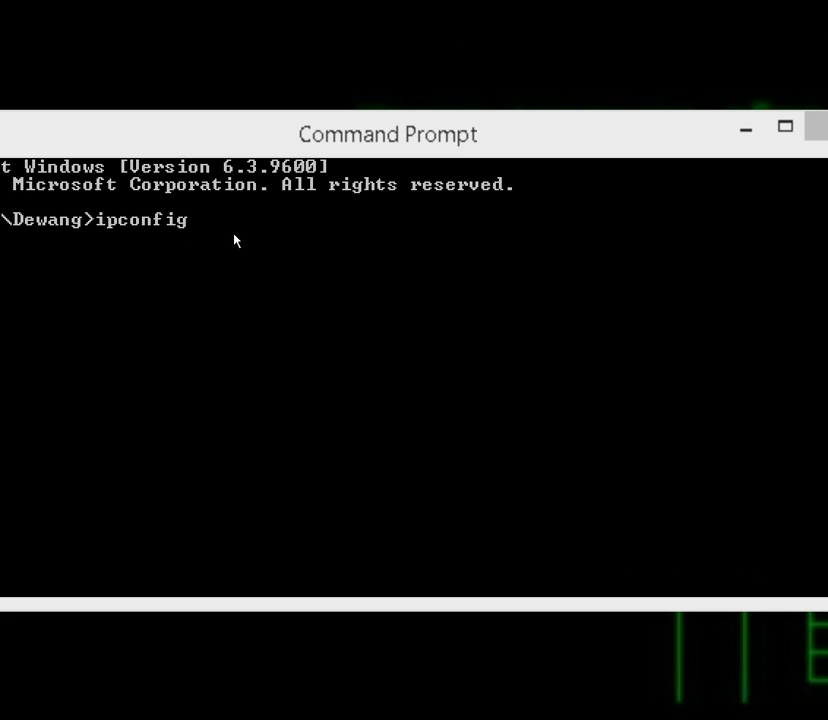 Command Prompt
t Windows [Version 6.3.9600]
Microsoft Corporation. All rights reserved.
\Dewang>ipconfig